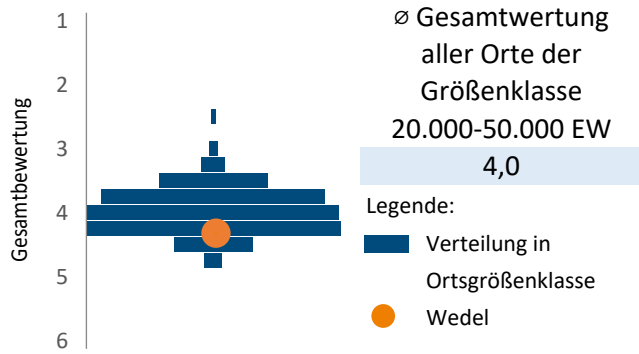 Gesamtbewertung
1
2
3
4
5
6
⌀ Gesamtwertung
aller Orte der
Größenklasse
20.000-50.000 EW
4,0
Legende:
Verteilung in
Ortsgrößenklasse
Wedel